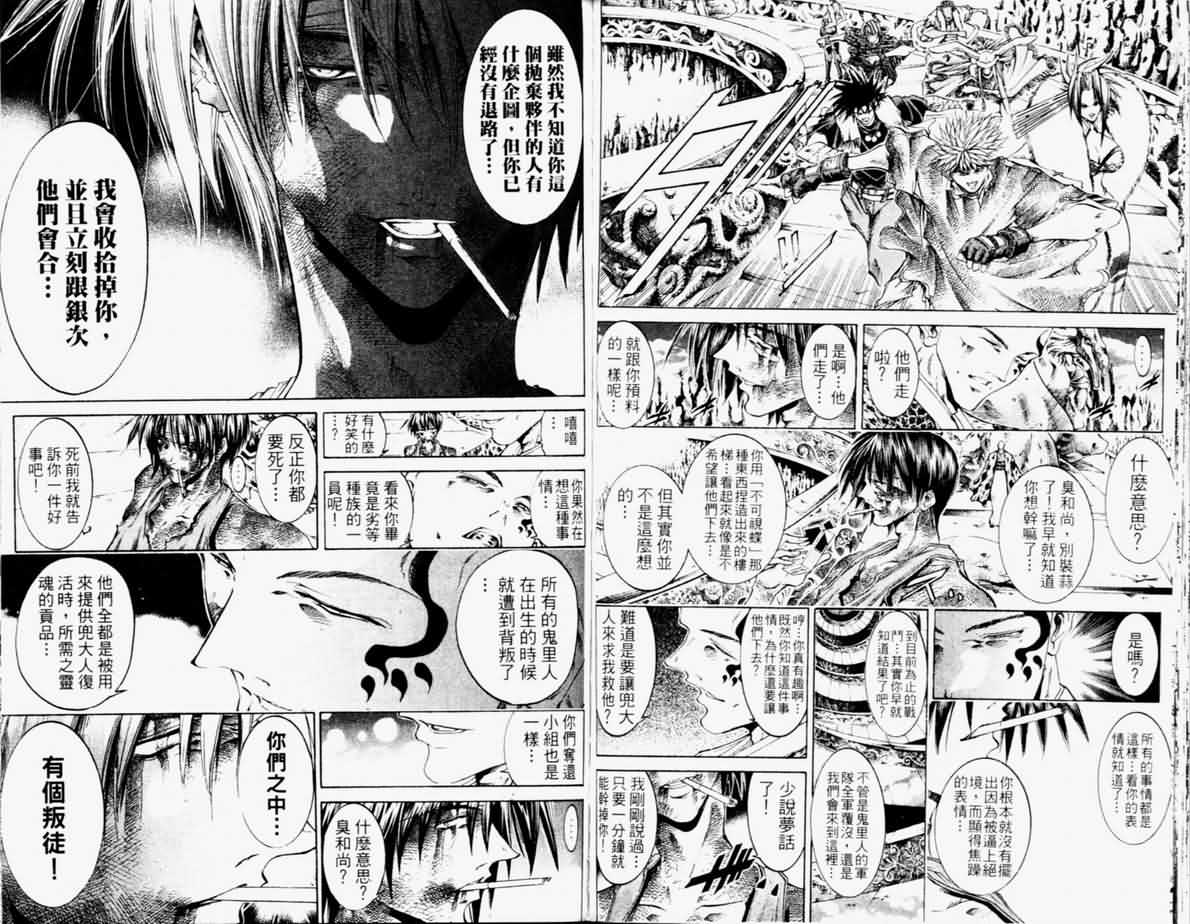 …
他們走
啦？
是啊…他
們走了…
就跟你預料
的一樣呢…
什麼意思？
臭和尚，別裝蒜
了！我早就知道
你想幹嘛了…
你用「不可視蝶」那
種東西捏造出來的樓
梯…看起來就像是不
希望讓他們下去…
但其實你並
不是這麼想
的…
是嗎？
所有的事情都是
這樣…看你的表
情就知道了…
你根本就沒有擺
出因為被逼上絕
境，而顯得焦躁
的表情…
到目前為止的戰
鬥…其實你早就
知道結果了吧？
不管是鬼里人的軍
隊全軍覆沒，還是
我們會來到這裡…
哼…你真有趣啊…
既然你知道這件事
情，為什麼還要讓
他們下去？
難道是要讓兜大
人來求我救他？
少說夢話
了！
我剛剛說過…
只要一分鐘就
能幹掉你！
雖然我不知道你這
個拋棄夥伴的人有
什麼企圖，但你已
經沒有退路了…
我會收拾掉你，
並且立刻跟銀次
他們會合…
嘻嘻
…
有什麼
好笑的
…？
你果然在
想這種事
情…
看來你畢
竟是劣等
種族的一
員呢！
反正你都
要死了…
死前我就告
訴你一件好
事吧！
所有的鬼里人
在出生的時候
就遭到背叛了
…
他們全都是被用
來提供兜大人復
活時，所需之靈
魂的貢品…
你們奪還
小組也是
一樣…
…
什麼意思？
臭和尚？
你們之中…
有個叛徒！